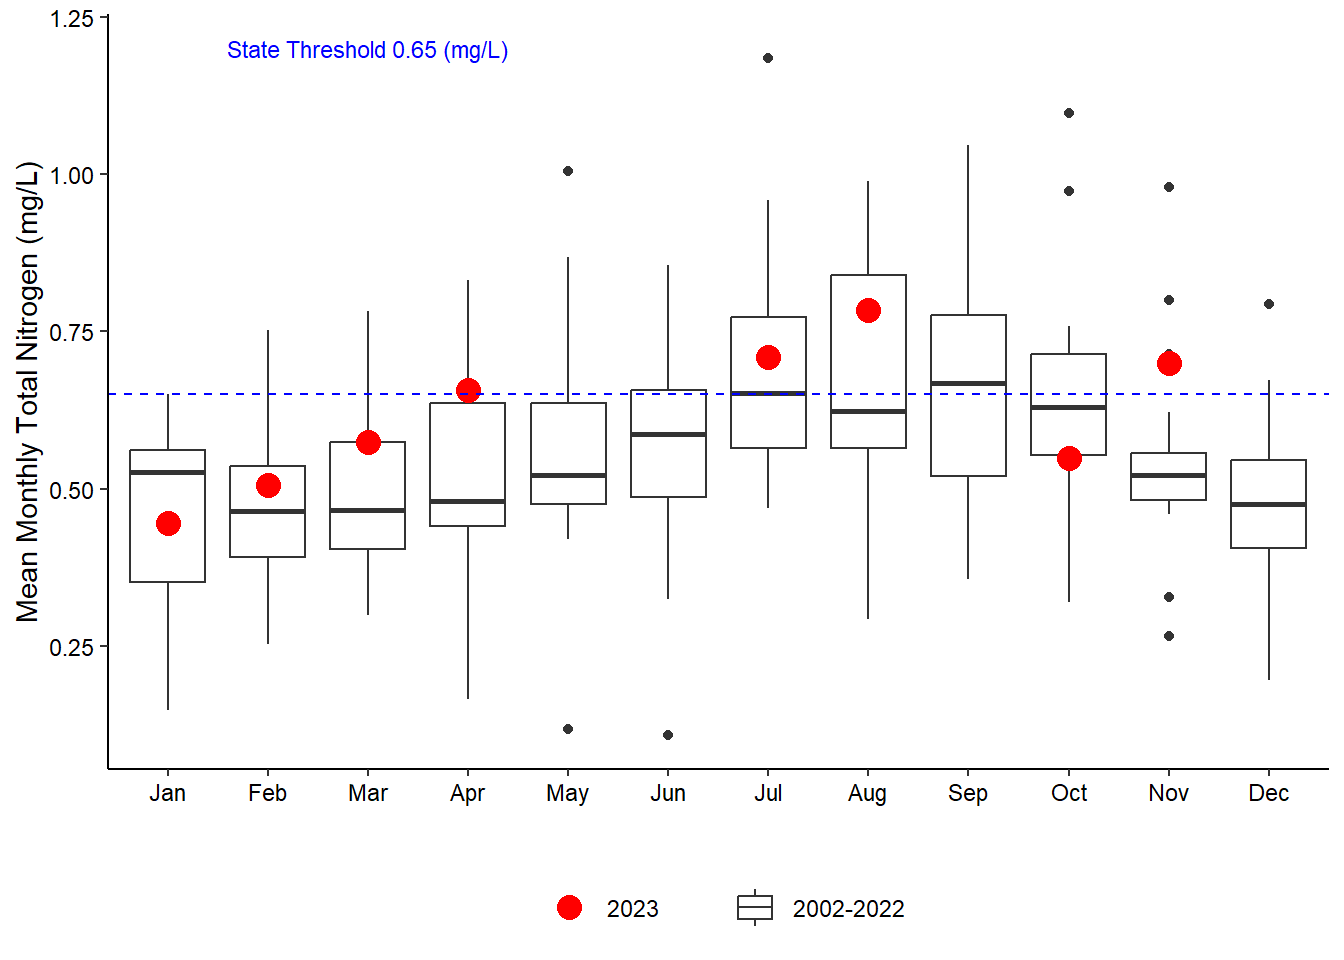 State Threshold 0.65 (mg/L)
Mean Monthly Total Nitrogen (mg/L)
1.25
1.00
0.75
0.50
0.25
Jan Feb Mar Apr May Jun Jul Aug Sep Oct Nov Dec
2023 2002-2022